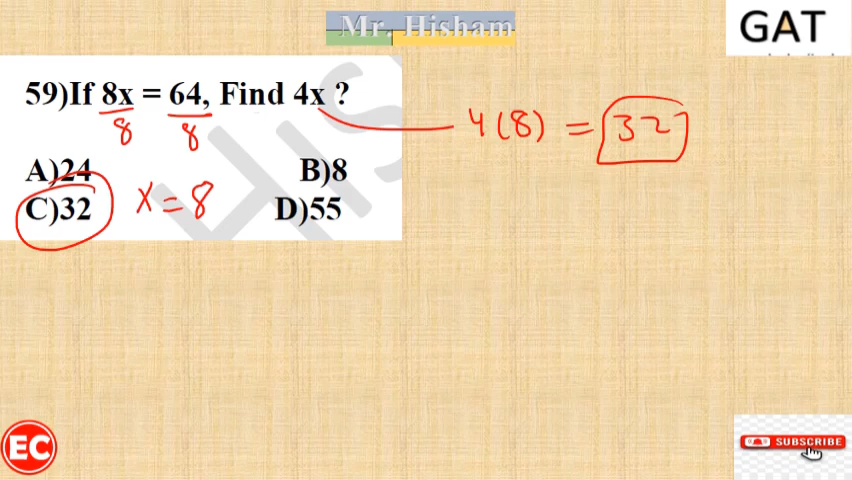 Mr. Hisham
GAT
59)If 8x = 64, Find 4x ?
8 8
4(8) = 32
A)24 B)8
C)32 D)55
x = 8
EC
SUBSCRIBE